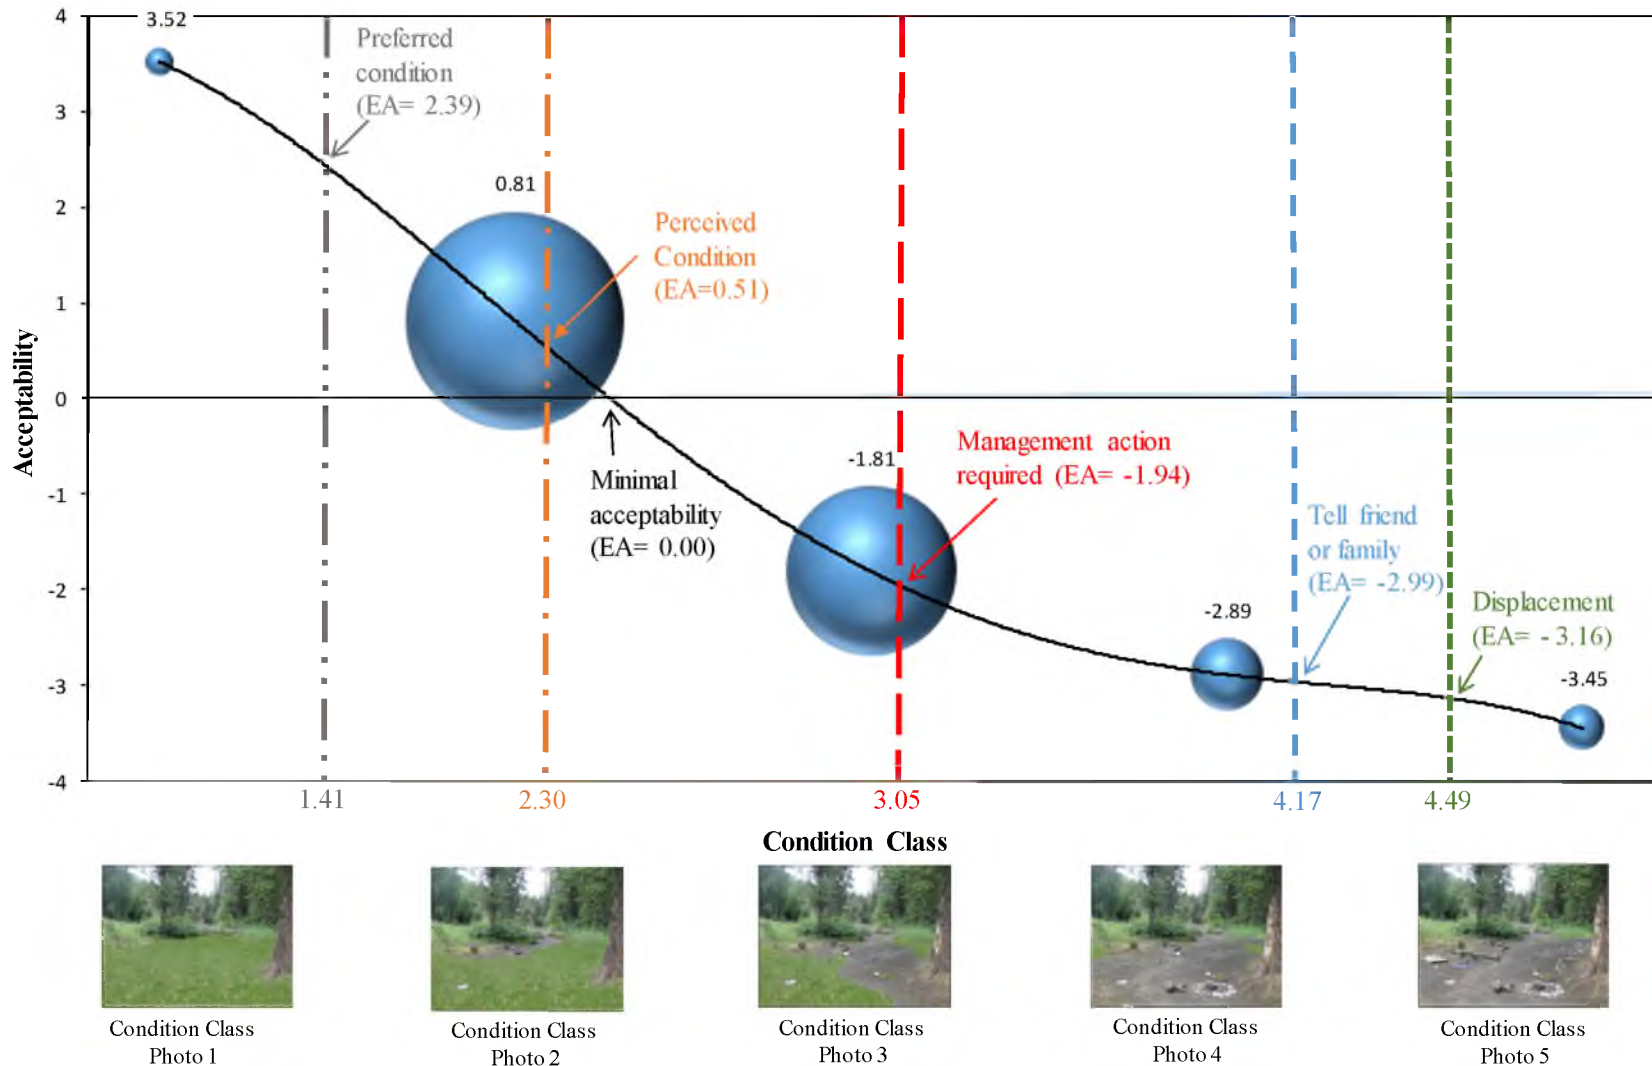 4
3
2
1
0
-1
-2
-3
-4
Acceptability
3.52
Preferred
condition
(EA= 2.39)
0.81
Perceived
Condition
(EA=0.51)
Minimal
acceptability
(EA= 0.00)
-1.81
Management action
required (EA= -1.94)
-2.89
Tell friend
or family
(EA= -2.99)
Displacement
(EA= - 3.16)
-3.45
1.41
2.30
3.05
4.17
4.49
Condition Class
Condition Class
Photo 1
Condition Class
Photo 2
Condition Class
Photo 3
Condition Class
Photo 4
Condition Class
Photo 5